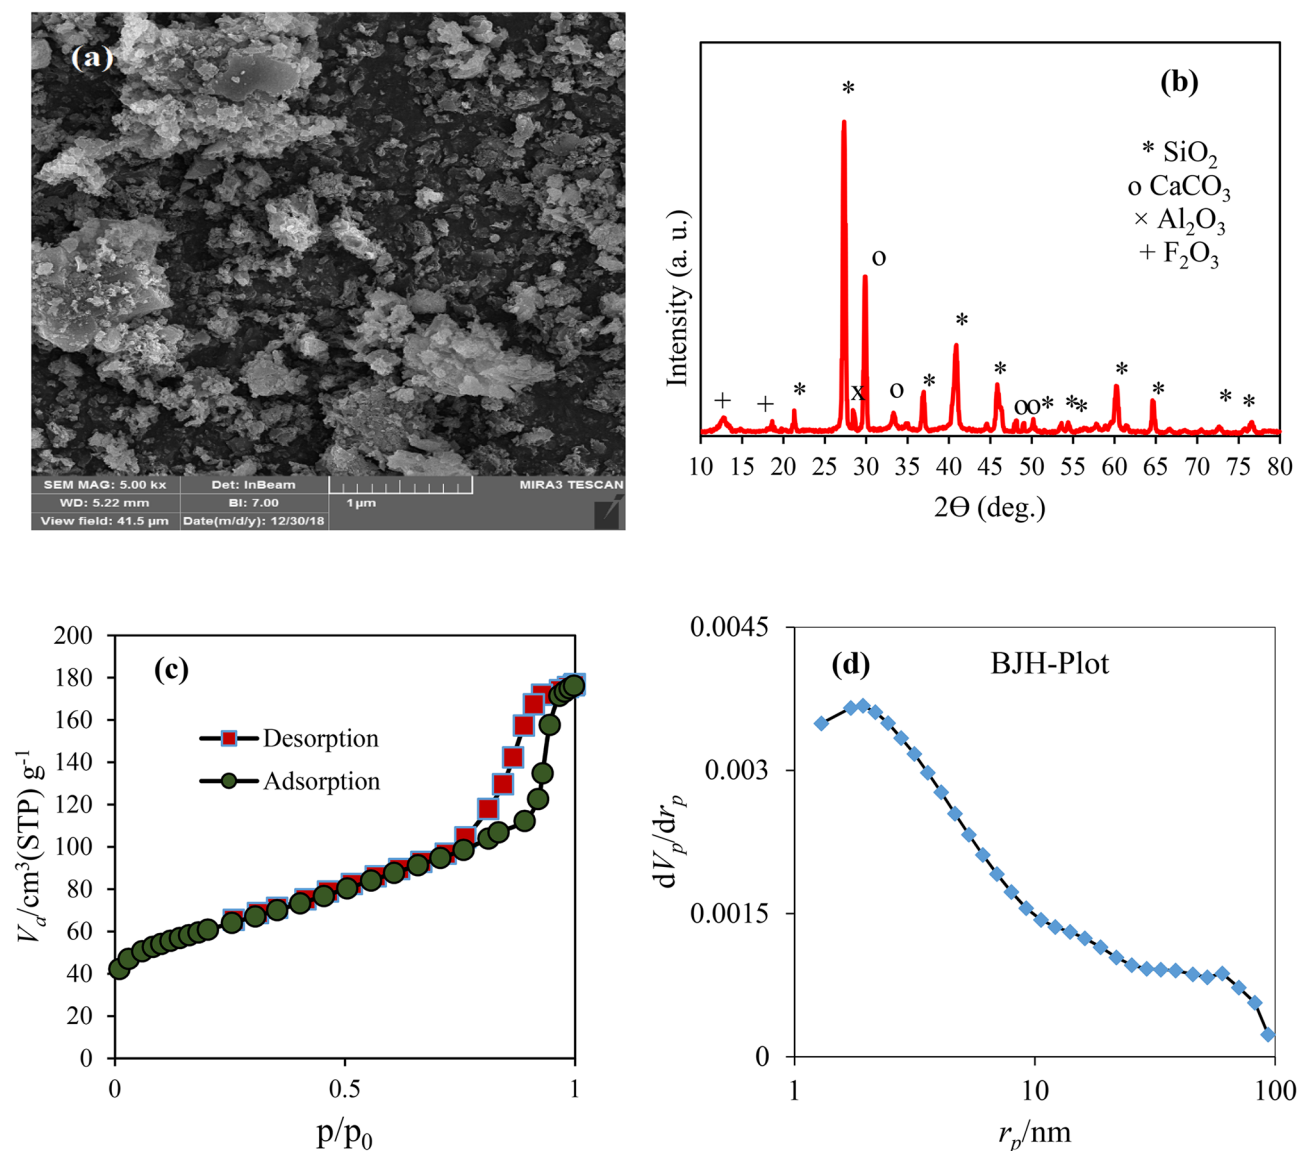 (a)
SEM MAG: 5.00 kx Det: InBeam MIRA3 TESCAN
WD: 5.22 mm BI: 7.00 1µm
View field: 41.5 µm Date(m/d/y): 12/30/18
(b)
* SiO₂
o CaCO₃
× Al₂O₃
+ F₂O₃
* o * * o * x o * oo * * * * * * * + +
Intensity (a. u.)
10 15 20 25 30 35 40 45 50 55 60 65 70 75 80
2Θ (deg.)
(c)
200
180
160
140
120
100
80
60
40
20
0
Desorption
Adsorption
Vₐ/cm³(STP) g⁻¹
0 0.5 1
p/p₀
(d) BJH-Plot
0.0045
0.003
0.0015
0
dVₚ/drₚ
1 10 100
rₚ/nm